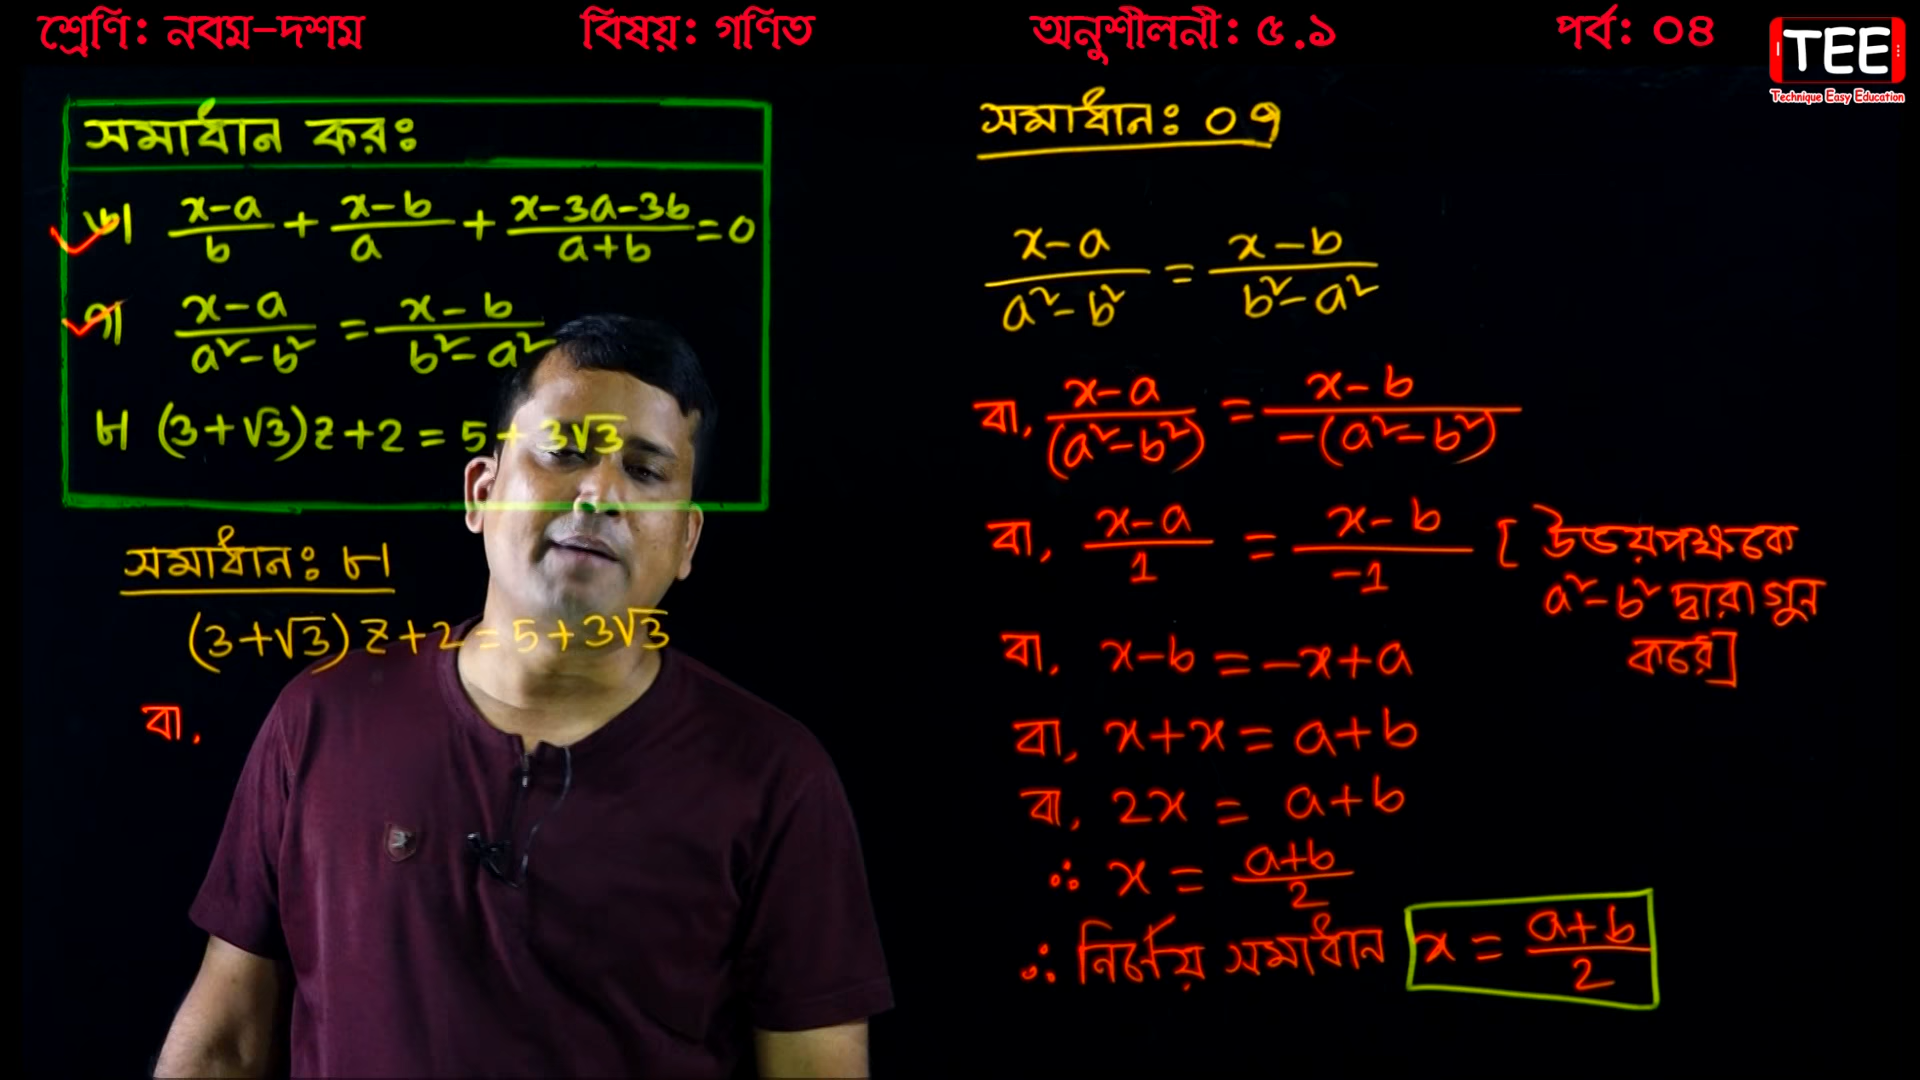 শ্রেণি: নবম-দশম বিষয়: গণিত অনুশীলনী: ৫.১ পর্ব: ০৪
TEE
Technique Easy Education
সমাধান করঃ
৬। (x-a)/b + (x-b)/a + (x-3a-3b)/(a+b) = 0
৭। (x-a)/(a²-b²) = (x-b)/(b²-a²)
৮। (3+√3)z+2 = 5+3√3
সমাধানঃ ৮।
(3+√3)z+2 = 5+3√3
বা,
সমাধানঃ ০৭
(x-a)/(a²-b²) = (x-b)/(b²-a²)
বা, (x-a)/(a²-b²) = (x-b)/-(a²-b²)
বা, (x-a)/1 = (x-b)/-1 [উভয়পক্ষকে
a²-b² দ্বারা গুন
করে]
বা, x-b = -x+a
বা, x+x = a+b
বা, 2x = a+b
∴ x = (a+b)/2
∴ নির্ণেয় সমাধান x = (a+b)/2